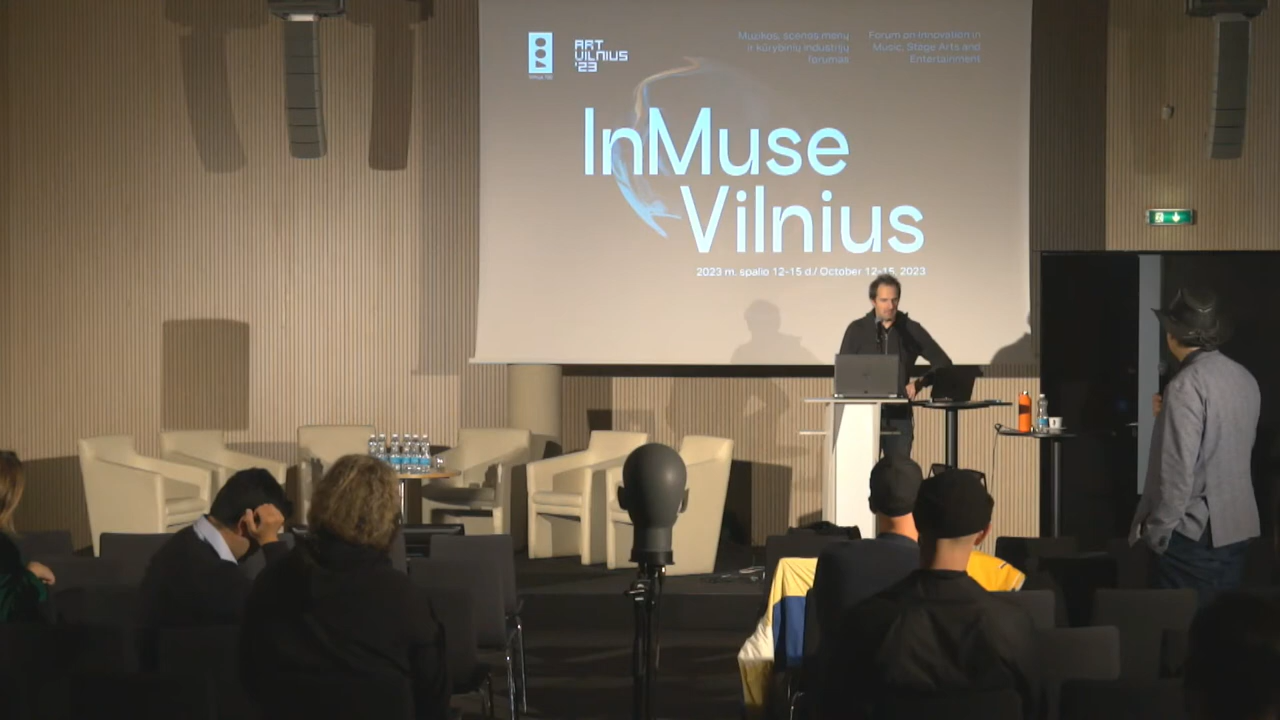 ART
VILNIUS
'23
Muzikos, scenos menų
ir kūrybinių industrijų
forumas
Forum on Innovation in
Music, Stage Arts and
Entertainment
InMuse
Vilnius
2023 m. spalio 12-15 d./ October 12-15, 2023